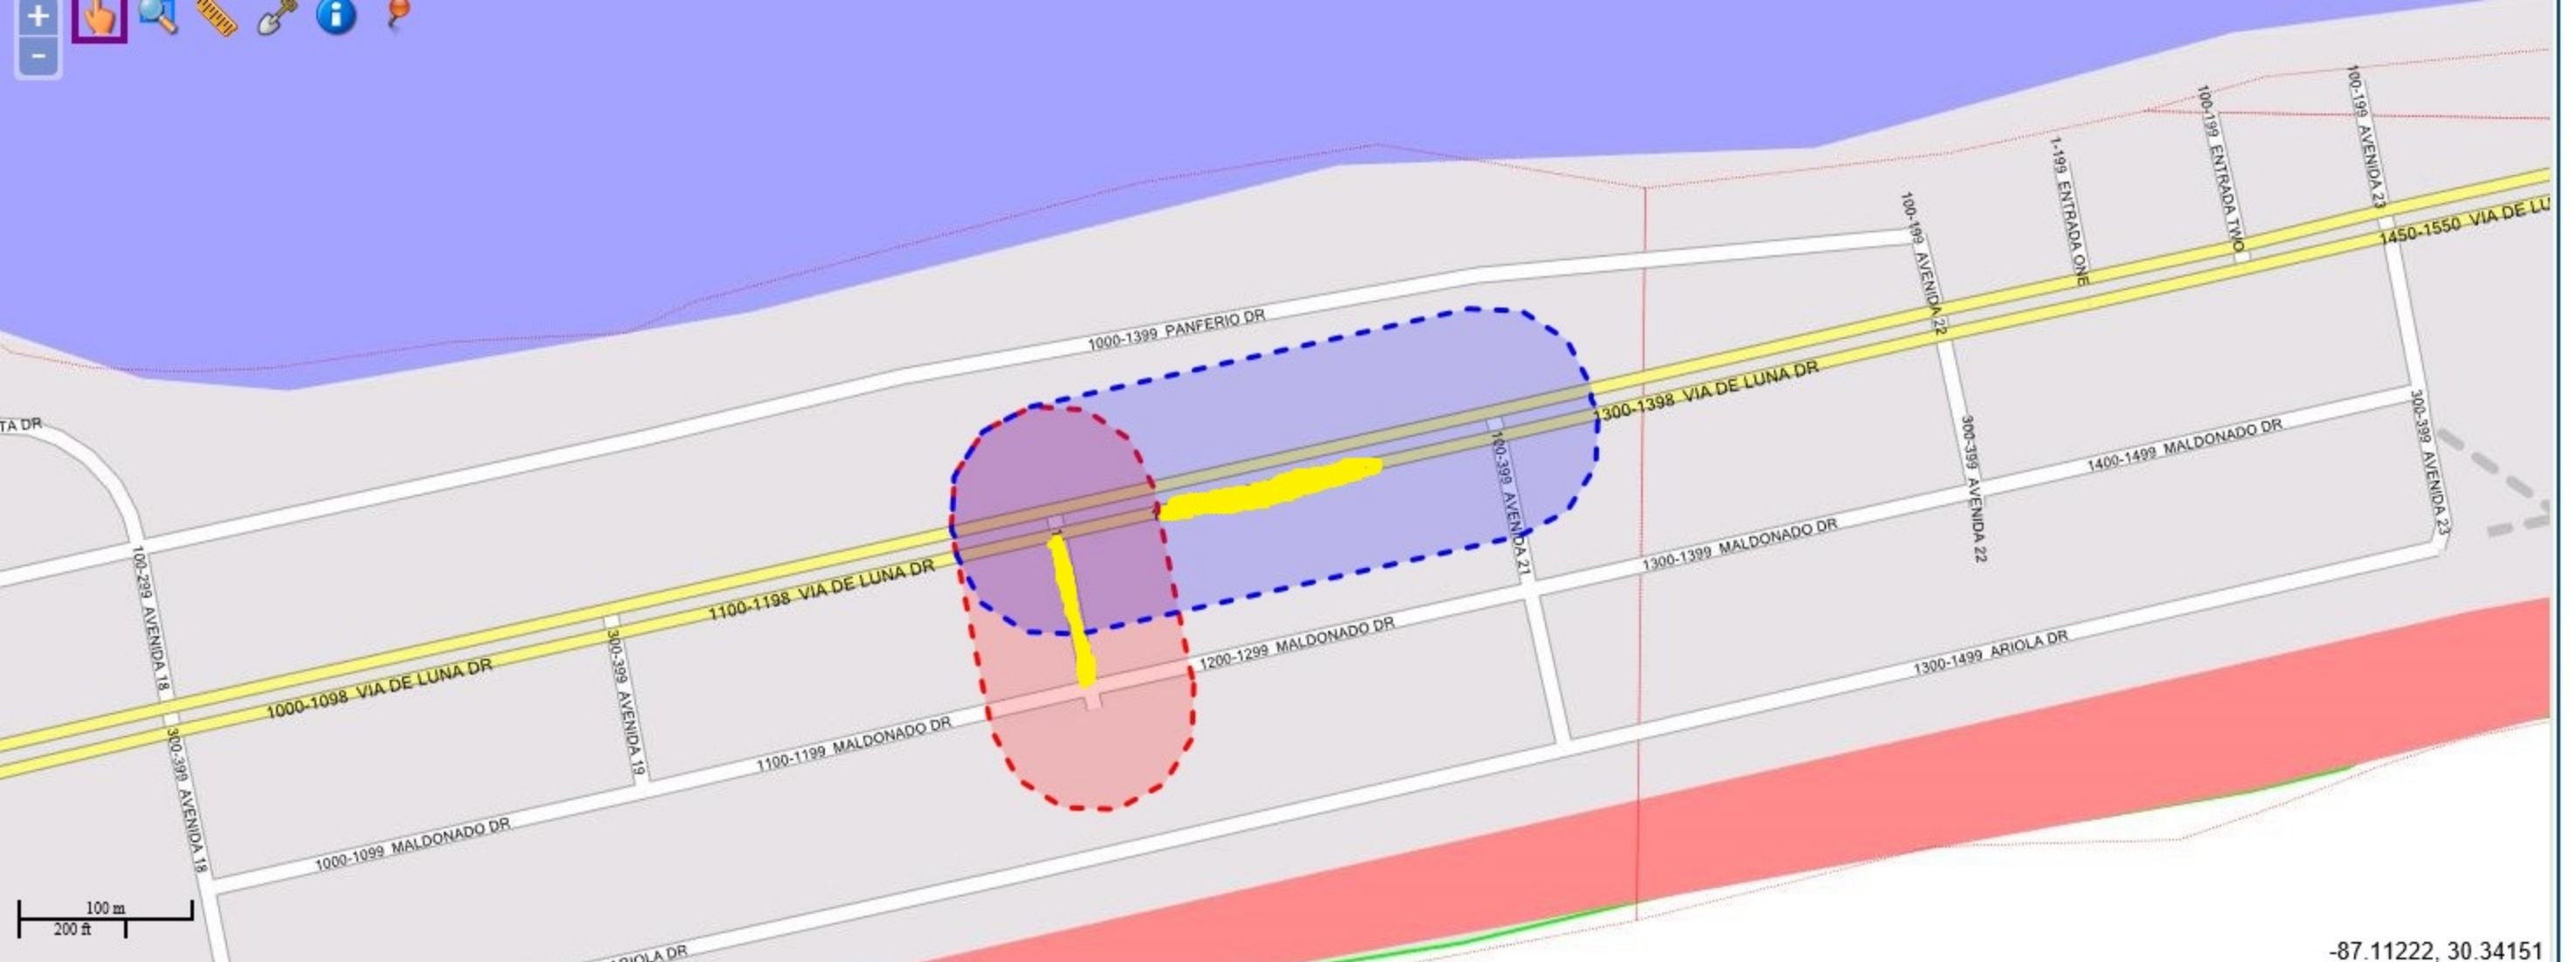 +
-
100-199 AVENIDA 23
100-199 ENTRADA TWO
1-199 ENTRADA ONE
100-199 AVENIDA 22
1450-1550 VIA DE LU
1000-1399 PANFERIO DR
1300-1398 VIA DE LUNA DR
300-399 AVENIDA 23
TA DR
300-399 AVENIDA 22
1400-1499 MALDONADO DR
100-399 AVENIDA 21
1300-1399 MALDONADO DR
100-299 AVENIDA 18
1100-1198 VIA DE LUNA DR
300-399 AVENIDA 19
1200-1299 MALDONADO DR
1300-1499 ARIOLA DR
1000-1098 VIA DE LUNA DR
1100-1199 MALDONADO DR
300-399 AVENIDA 18
1000-1099 MALDONADO DR
100 m
200 ft
ARIOLA DR
-87.11222, 30.34151